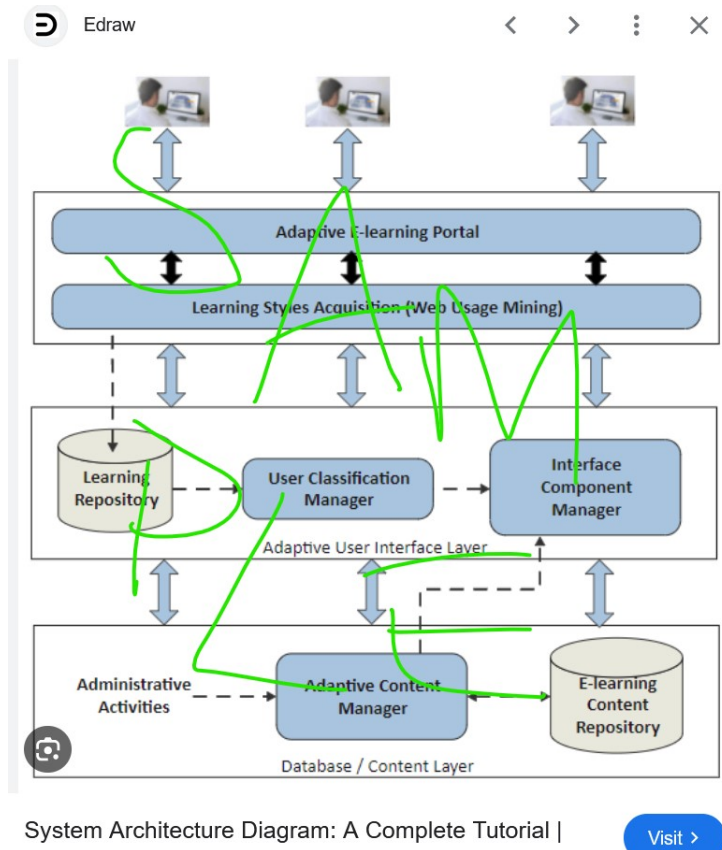 Edraw
Adaptive E-learning Portal
Learning Styles Acquisition (Web Usage Mining)
Learning Repository
User Classification Manager
Interface Component Manager
Adaptive User Interface Layer
Administrative Activities
Adaptive Content Manager
E-learning Content Repository
Database / Content Layer
System Architecture Diagram: A Complete Tutorial |
Visit >
SAMPLE